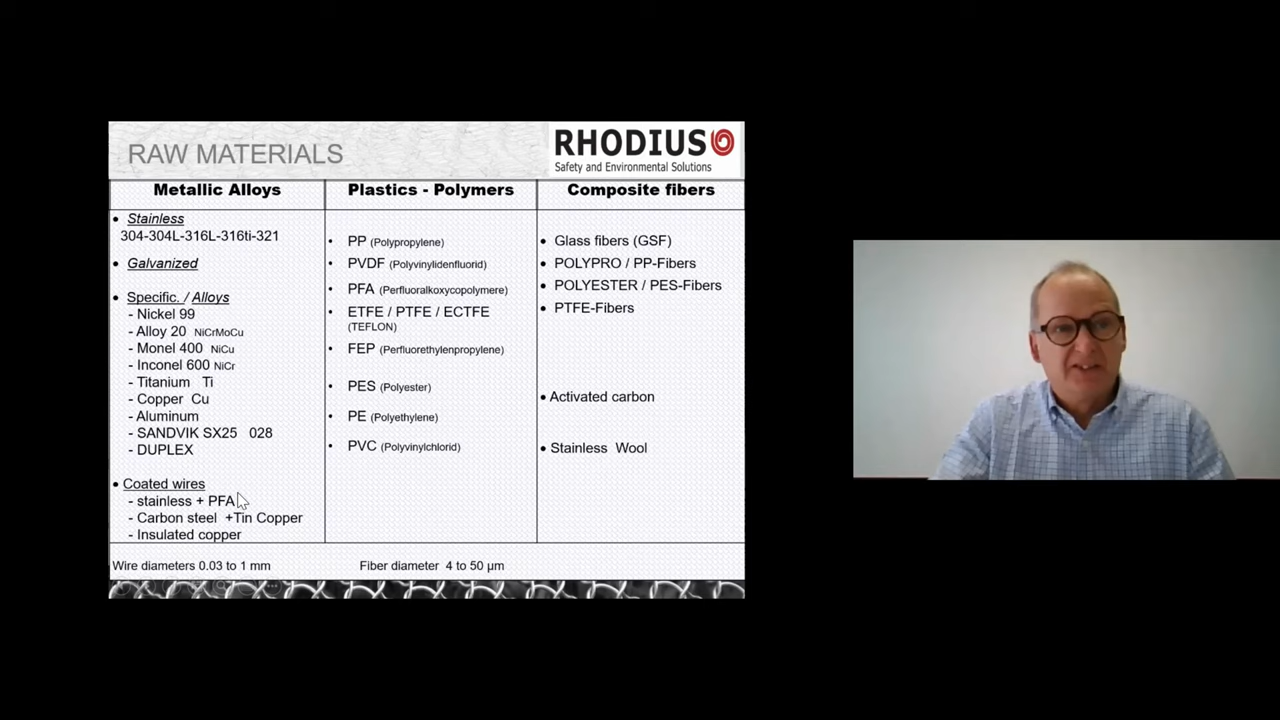 RAW MATERIALS
RHODIUS
Safety and Environmental Solutions
Metallic Alloys
• Stainless
304-304L-316L-316ti-321
• Galvanized
• Specific. / Alloys
- Nickel 99
- Alloy 20 NiCrMoCu
- Monel 400 NiCu
- Inconel 600 NiCr
- Titanium Ti
- Copper Cu
- Aluminum
- SANDVIK SX25 028
- DUPLEX
• Coated wires
- stainless + PFA
- Carbon steel +Tin Copper
- Insulated copper
Wire diameters 0.03 to 1 mm
Plastics - Polymers
• PP (Polypropylene)
• PVDF (Polyvinylidenfluorid)
• PFA (Perfluoralkoxycopolymere)
• ETFE / PTFE / ECTFE
(TEFLON)
• FEP (Perfluorethylenpropylene)
• PES (Polyester)
• PE (Polyethylene)
• PVC (Polyvinylchlorid)
Fiber diameter 4 to 50 µm
Composite fibers
• Glass fibers (GSF)
• POLYPRO / PP-Fibers
• POLYESTER / PES-Fibers
• PTFE-Fibers
• Activated carbon
• Stainless Wool